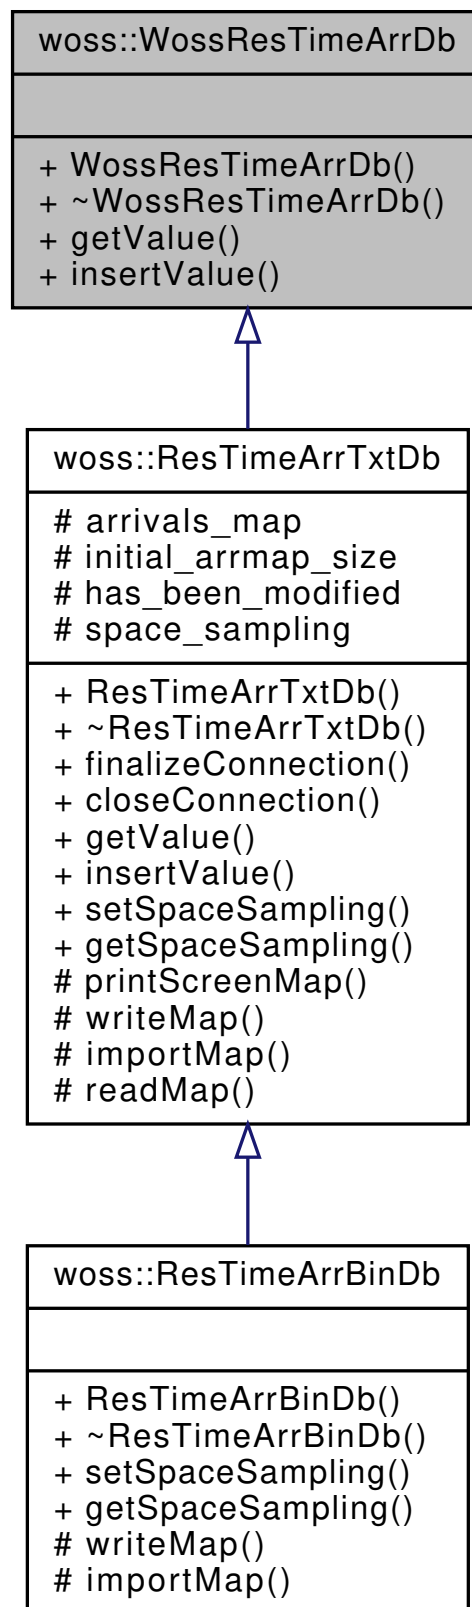 woss::WossResTimeArrDb
+ WossResTimeArrDb()
+ ~WossResTimeArrDb()
+ getValue()
+ insertValue()
woss::ResTimeArrTxtDb
# arrivals_map
# initial_arrmap_size
# has_been_modified
# space_sampling
+ ResTimeArrTxtDb()
+ ~ResTimeArrTxtDb()
+ finalizeConnection()
+ closeConnection()
+ getValue()
+ insertValue()
+ setSpaceSampling()
+ getSpaceSampling()
# printScreenMap()
# writeMap()
# importMap()
# readMap()
woss::ResTimeArrBinDb
+ ResTimeArrBinDb()
+ ~ResTimeArrBinDb()
+ setSpaceSampling()
+ getSpaceSampling()
# writeMap()
# importMap()